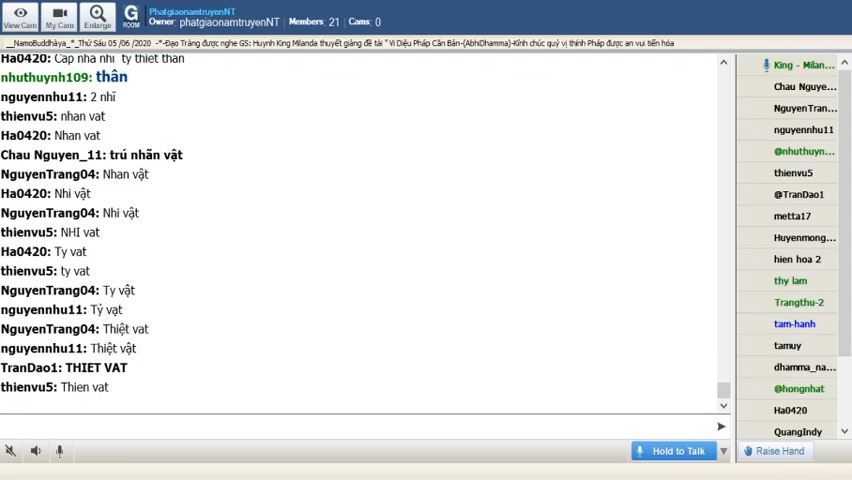 View Cam
My Cam
Enlarge
G ROOM
PhatgiaonamtruyenNT
Owner: phatgiaonamtruyenNT Members: 21 Cams: 0
__NamoBuddhàya_*_Thứ Sáu 05 /06 /2020 -*-Đạo Tràng được nghe GS: Huynh King Milanda thuyết giảng đề tài " Vi Diệu Pháp Căn Bản-(AbhiDhamma)-Kính chúc quý vị thính Pháp được an vui tiến hóa
Ha0420: Cap nha nhi ty thiet than
nhuthuynh109: thân
nguyennhu11: 2 nhĩ
thienvu5: nhan vat
Ha0420: Nhan vat
Chau Nguyen_11: trú nhãn vật
NguyenTrang04: Nhan vật
Ha0420: Nhi vật
NguyenTrang04: Nhi vật
thienvu5: NHI vat
Ha0420: Ty vat
thienvu5: ty vat
NguyenTrang04: Ty vật
nguyennhu11: Tỷ vạt
NguyenTrang04: Thiệt vat
nguyennhu11: Thiệt vật
TranDao1: THIET VAT
thienvu5: Thien vat
King - Milan...
Chau Nguye...
NguyenTran...
nguyennhu11
@nhuthuyn...
thienvu5
@TranDao1
metta17
Huyenmong...
hien hoa 2
thy lam
Trangthu-2
tam-hanh
tamuy
dhamma_na...
@hongnhat
Ha0420
QuangIndy
Hold to Talk
Raise Hand